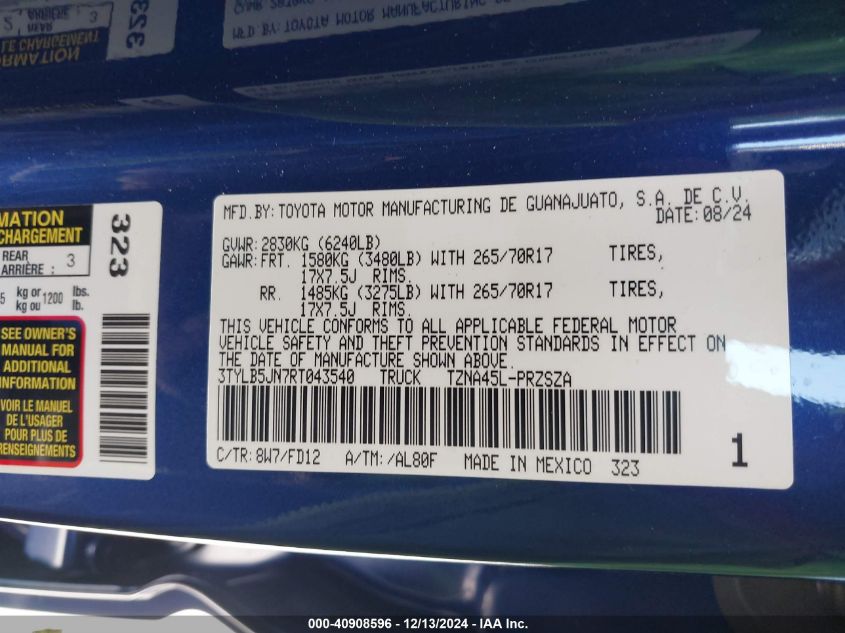 MFD.BY: TOYOTA MOTOR MANUFACTURING DE GUANAJUATO, S.A. DE C.V.
DATE: 08/24
GVWR: 2830KG (6240LB)
GAWR: FRT. 1580KG (3480LB) WITH 265/70R17 TIRES,
17X7.5J RIMS.
RR. 1485KG (3275LB) WITH 265/70R17 TIRES,
17X7.5J RIMS.
THIS VEHICLE CONFORMS TO ALL APPLICABLE FEDERAL MOTOR
VEHICLE SAFETY AND THEFT PREVENTION STANDARDS IN EFFECT ON
THE DATE OF MANUFACTURE SHOWN ABOVE.
3TYLB5JN7RT043540 TRUCK TZNA45L-PRZSZA
C/TR: 8W7/FD12 A/TM: /AL80F MADE IN MEXICO 323
1
MATION
CHARGEMENT
REAR
ARRIÈRE : 3
5 kg or 1200 lbs.
kg ou lb.
SEE OWNER'S
MANUAL FOR
ADDITIONAL
INFORMATION
VOIR LE MANUEL
DE L'USAGER
POUR PLUS DE
RENSEIGNEMENTS
323
000-40908596 - 12/13/2024 - IAA Inc.